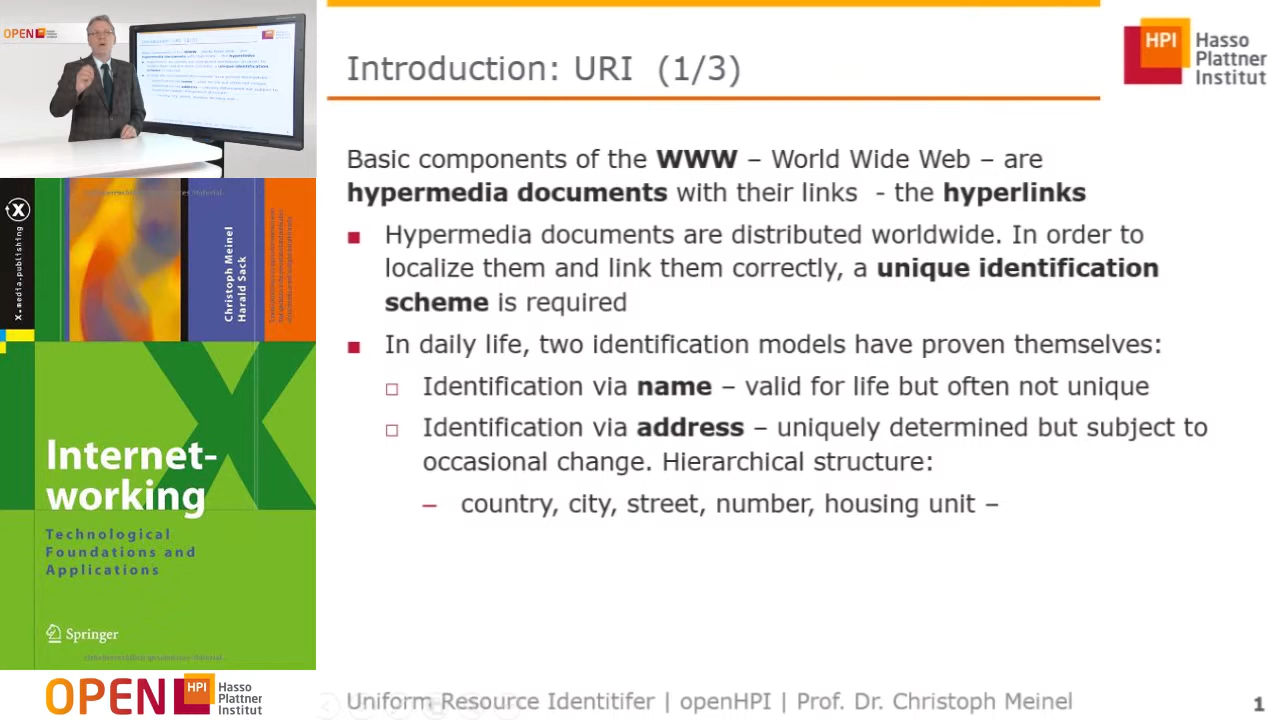 OPEN HPI
Introduction: URI (1/3)
HPI Hasso
Plattner
Institut
Basic components of the WWW – World Wide Web – are
hypermedia documents with their links - the hyperlinks
■ Hypermedia documents are distributed worldwide. In order to
localize them and link them correctly, a unique identification
scheme is required
■ In daily life, two identification models have proven themselves:
□ Identification via name – valid for life but often not unique
□ Identification via address – uniquely determined but subject to
occasional change. Hierarchical structure:
– country, city, street, number, housing unit –
X.media.publishing
Christoph Meinel
Harald Sack
Internet-
working
Technological
Foundations and
Applications
Springer
OPEN HPI Hasso
Plattner
Institut
Uniform Resource Identitifer | openHPI | Prof. Dr. Christoph Meinel
1